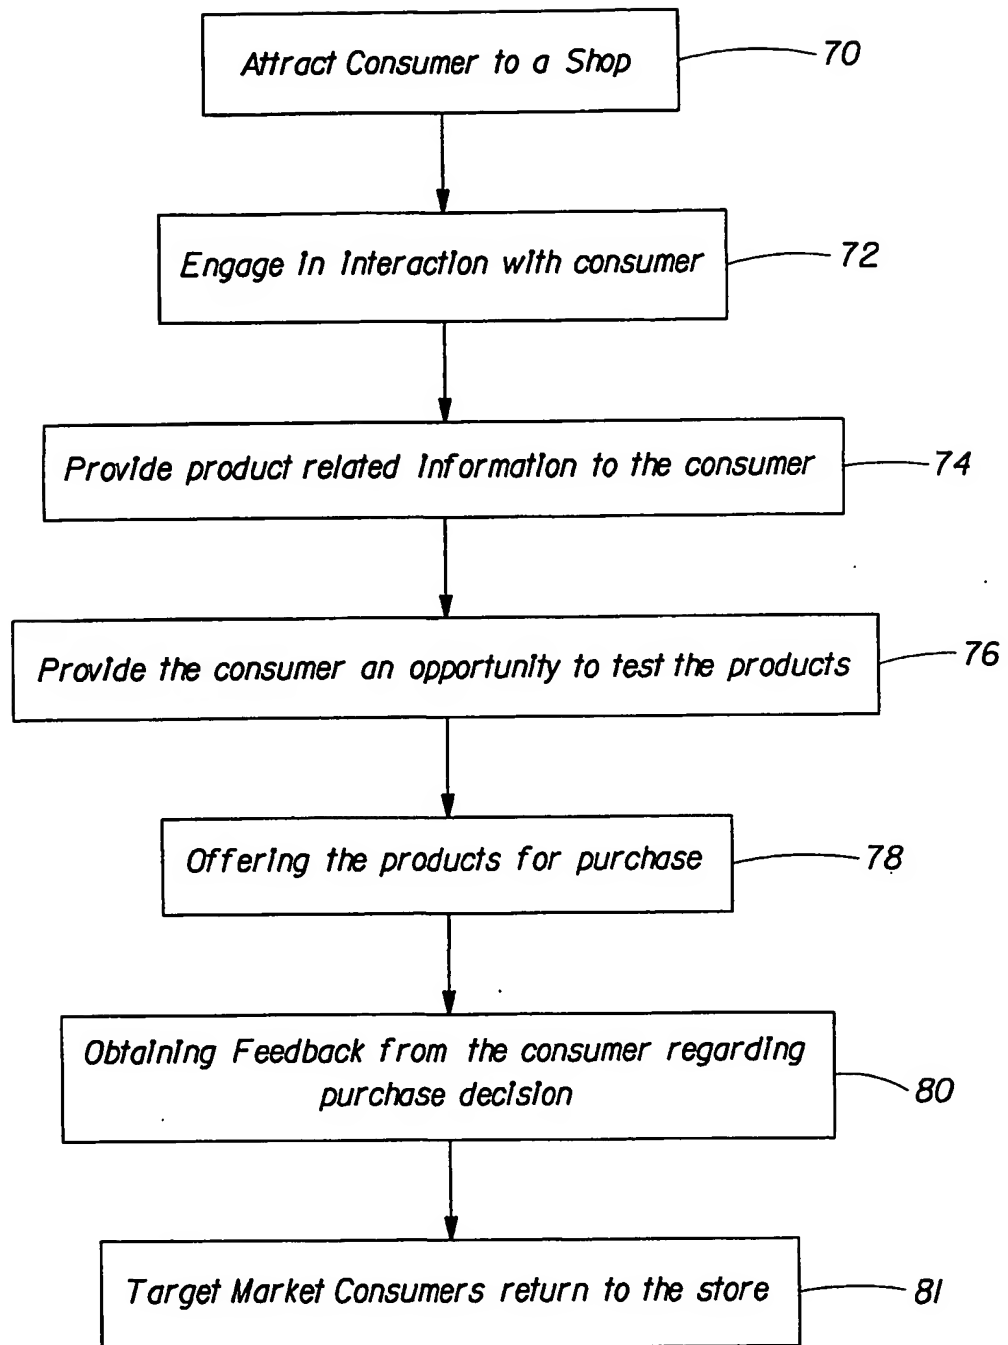 Attract Consumer to a Shop
70
Engage in interaction with consumer
72
Provide product related information to the consumer
74
Provide the consumer an opportunity to test the products
76
Offering the products for purchase
78
Obtaining Feedback from the consumer regarding
purchase decision
80
Target Market Consumers return to the store
81